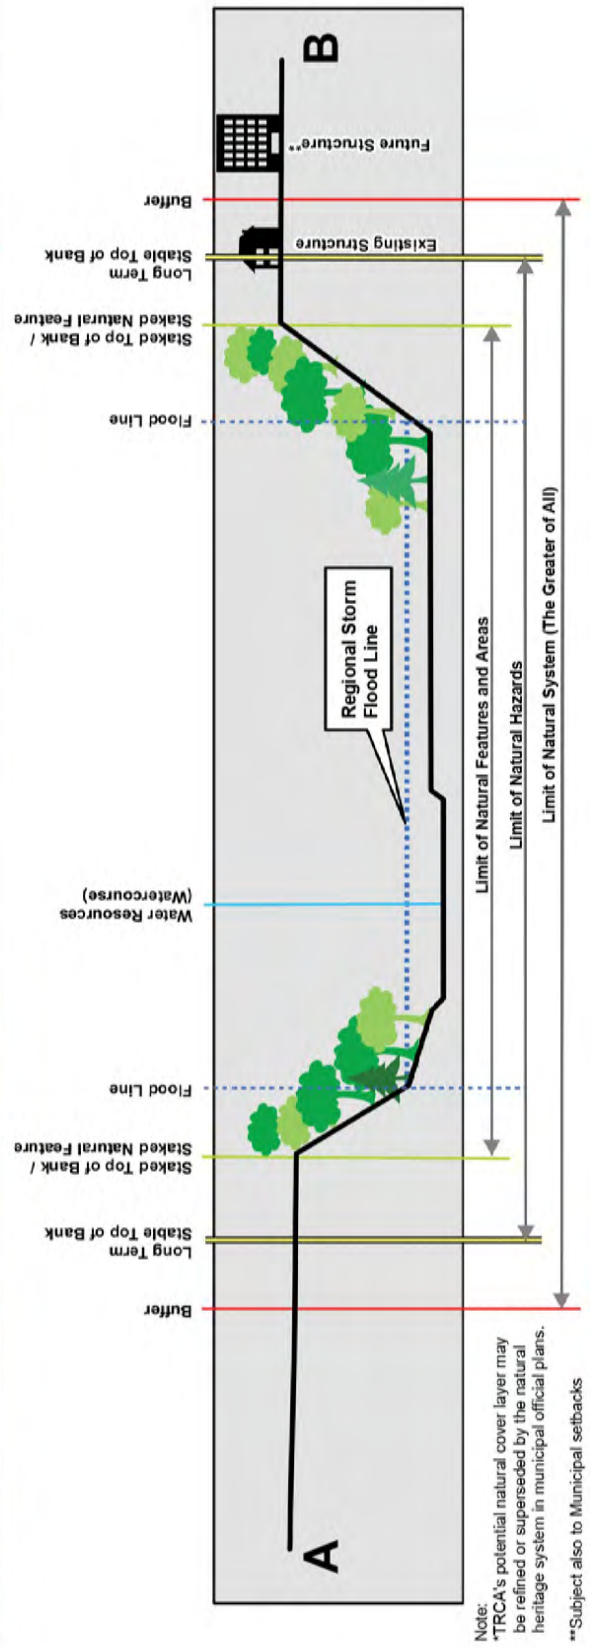 Buffer
Long Term
Stable Top of Bank
Staked Top of Bank /
Staked Natural Feature
Flood Line
Water Resources
(Watercourse)
Flood Line
Staked Top of Bank /
Staked Natural Feature
Long Term
Stable Top of Bank
Buffer
A
B
Regional Storm
Flood Line
Existing Structure
Future Structure**
Limit of Natural Features and Areas
Limit of Natural Hazards
Limit of Natural System (The Greater of All)
Note:
*TRCA's potential natural cover layer may
be refined or superseded by the natural
heritage system in municipal official plans.
**Subject also to Municipal setbacks